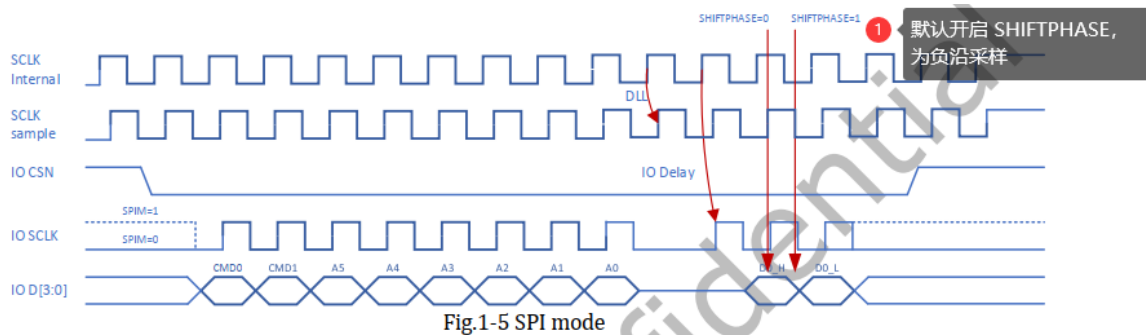 SHIFTPHASE=0 SHIFTPHASE=1
1
默认开启 SHIFTPHASE，
为负沿采样
SCLK
Internal
DLL
SCLK
sample
IO CSN
IO Delay
SPIM=1
IO SCLK
SPIM=0
CMD0 CMD1 A5 A4 A3 A2 A1 A0 D0_H D0_L
IO D[3:0]
Fig.1-5 SPI mode